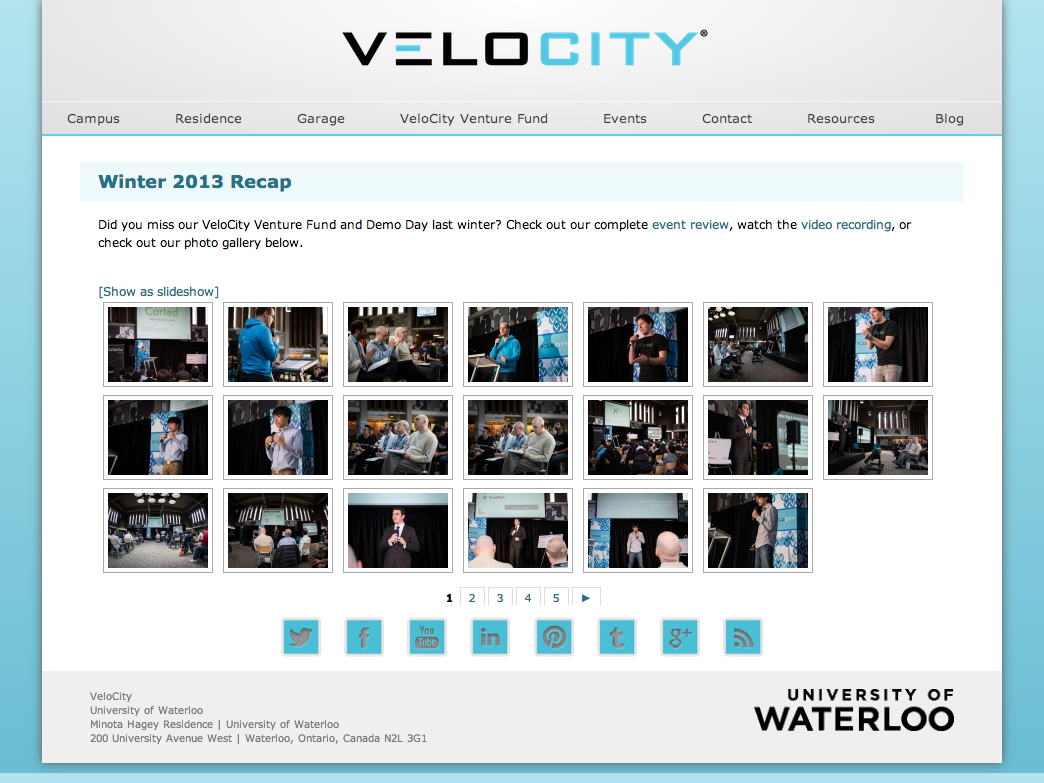 VELOCITY®
Campus Residence Garage VeloCity Venture Fund Events Contact Resources Blog
Winter 2013 Recap
Did you miss our VeloCity Venture Fund and Demo Day last winter? Check out our complete event review, watch the video recording, or
check out our photo gallery below.
[Show as slideshow]
Carted
1 2 3 4 5 ►
You
Tube
VeloCity
University of Waterloo
Minota Hagey Residence | University of Waterloo
200 University Avenue West | Waterloo, Ontario, Canada N2L 3G1
UNIVERSITY OF
WATERLOO